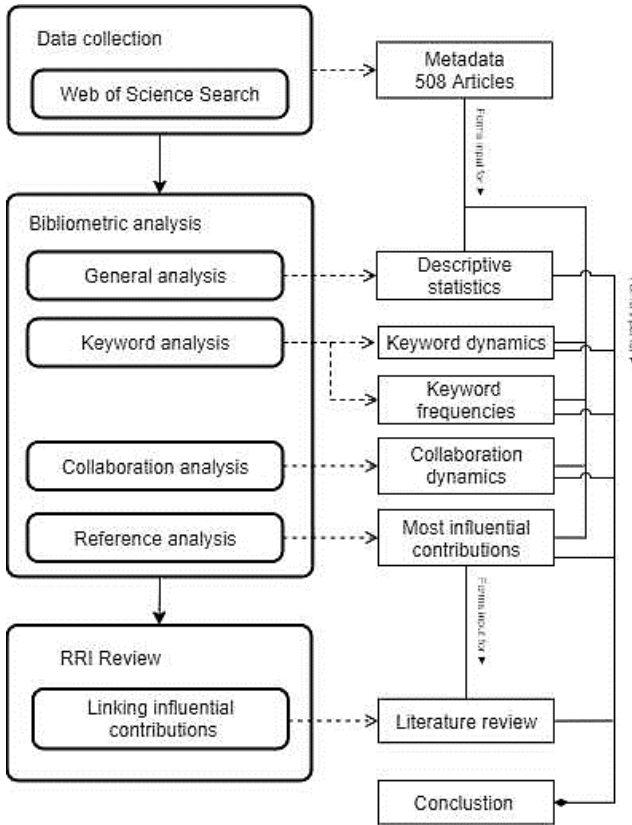 Data collection
Web of Science Search
Metadata
508 Articles
Forms input for
Bibliometric analysis
General analysis
Descriptive
statistics
Keyword analysis
Keyword dynamics
Keyword
frequencies
Collaboration analysis
Collaboration
dynamics
Reference analysis
Most influential
contributions
Forms input for
RRI Review
Linking influential
contributions
Literature review
Conclustion